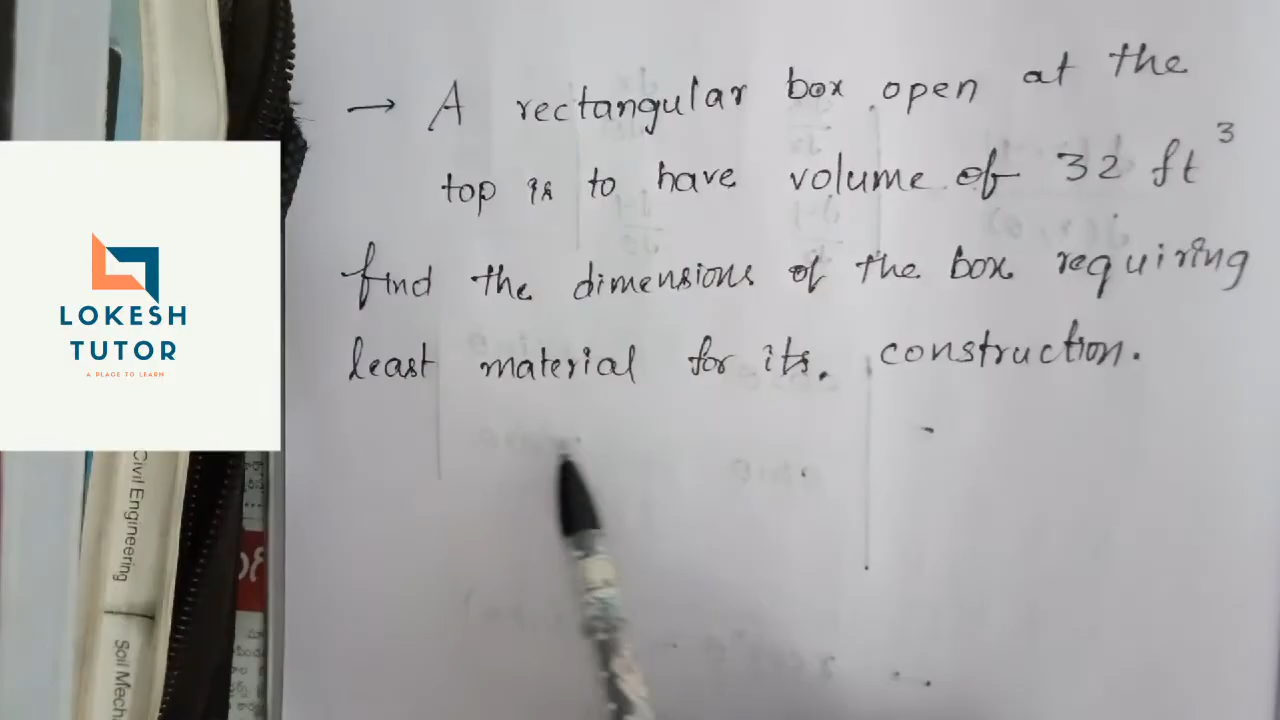 → A rectangular box open at the
top is to have volume of 32 ft³
find the dimensions of the box requiring
least material for its. construction.
LOKESH
TUTOR
A PLACE TO LEARN
Civil Engineering
Soil Mech